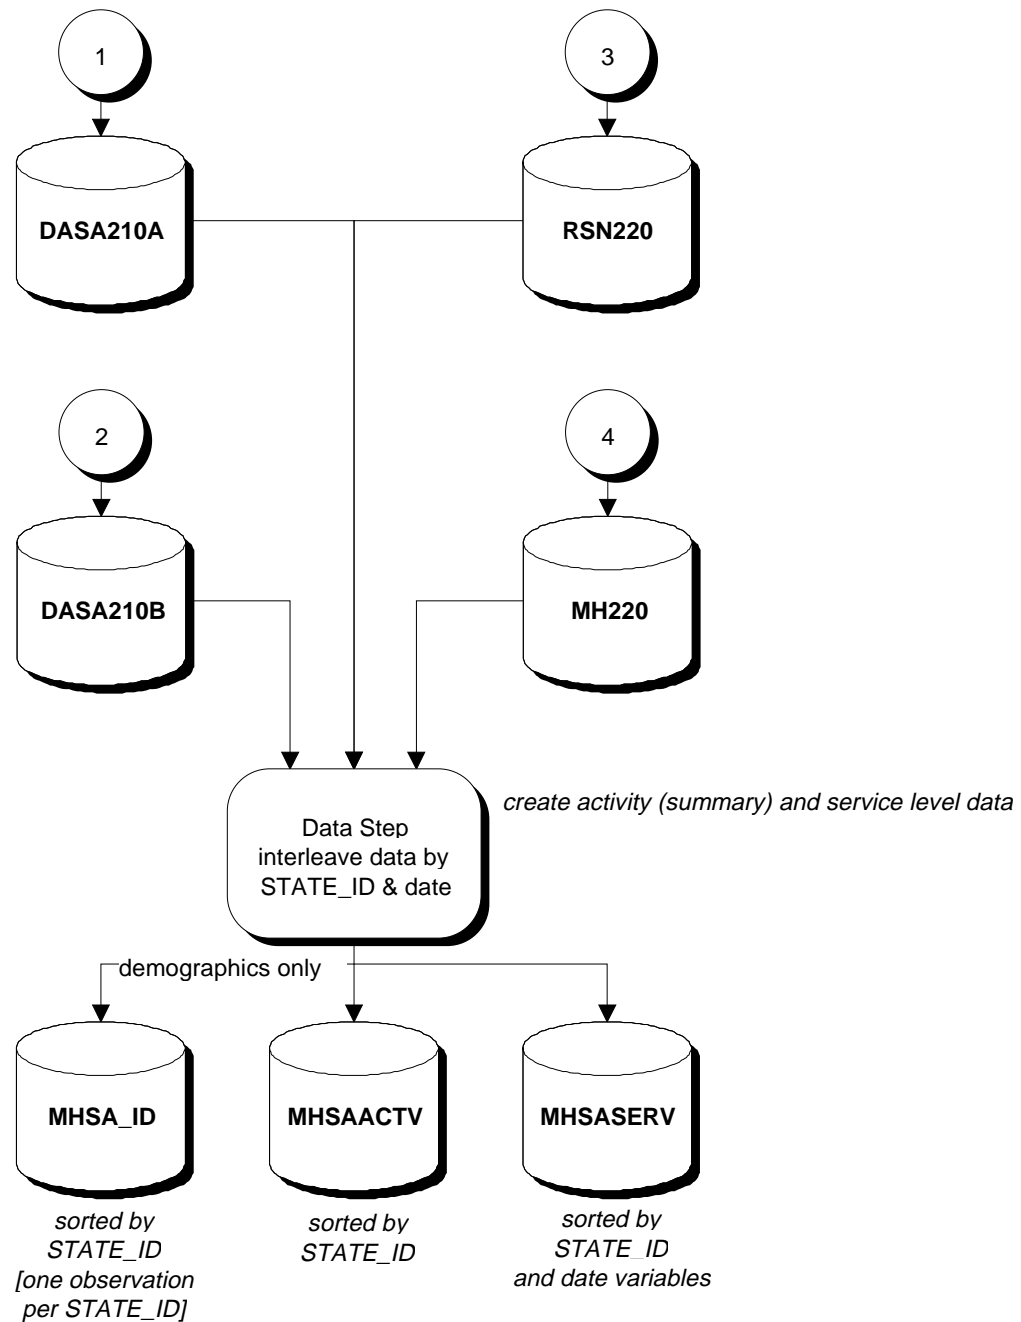 1
3
DASA210A
RSN220
2
4
DASA210B
MH220
create activity (summary) and service level data
Data Step
interleave data by
STATE_ID & date
demographics only
MHSA_ID
MHSAACTV
MHSASERV
sorted by
STATE_ID
[one observation
per STATE_ID]
sorted by
STATE_ID
sorted by
STATE_ID
and date variables